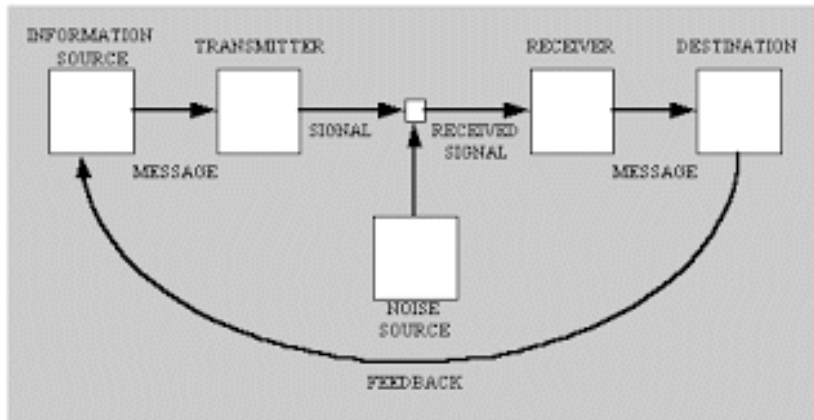 INFORMATION
SOURCE
TRANSMITTER
RECEIVER
DESTINATION
SIGNAL
RECEIVED
SIGNAL
MESSAGE
MESSAGE
NOISE
SOURCE
FEEDBACK